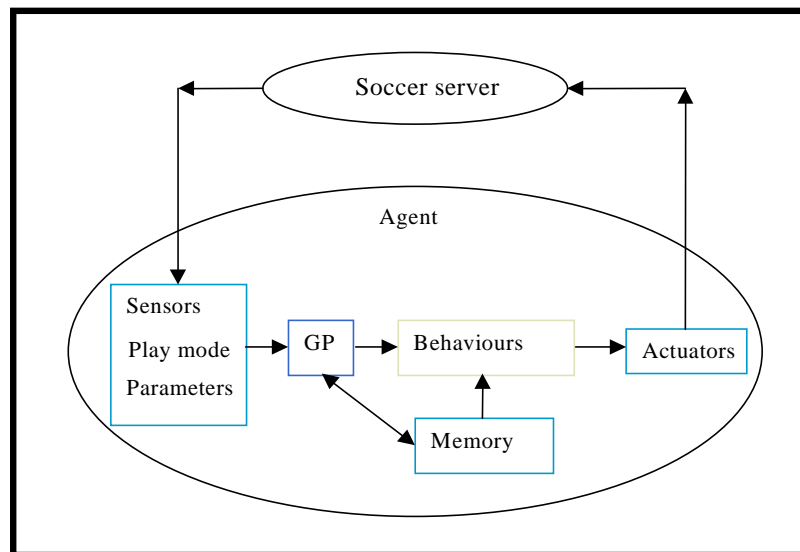 Soccer server
Agent
Sensors
Play mode
Parameters
GP
Behaviours
Actuators
Memory